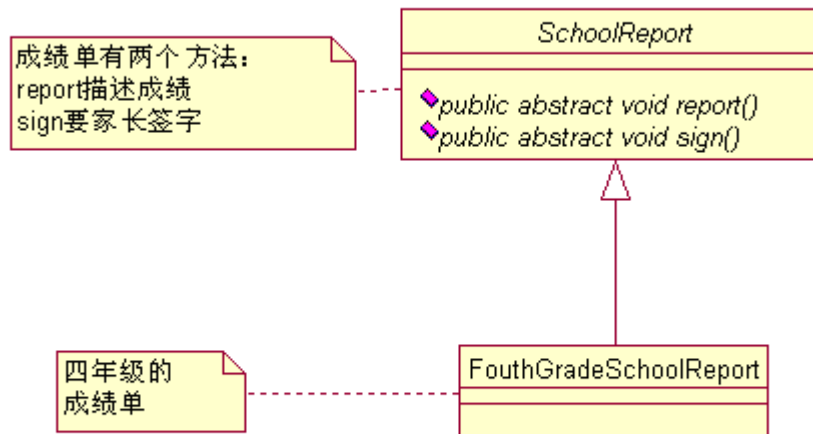 成绩单有两个方法：
report描述成绩
sign要家长签字
SchoolReport
public abstract void report()
public abstract void sign()
四年级的
成绩单
FouthGradeSchoolReport